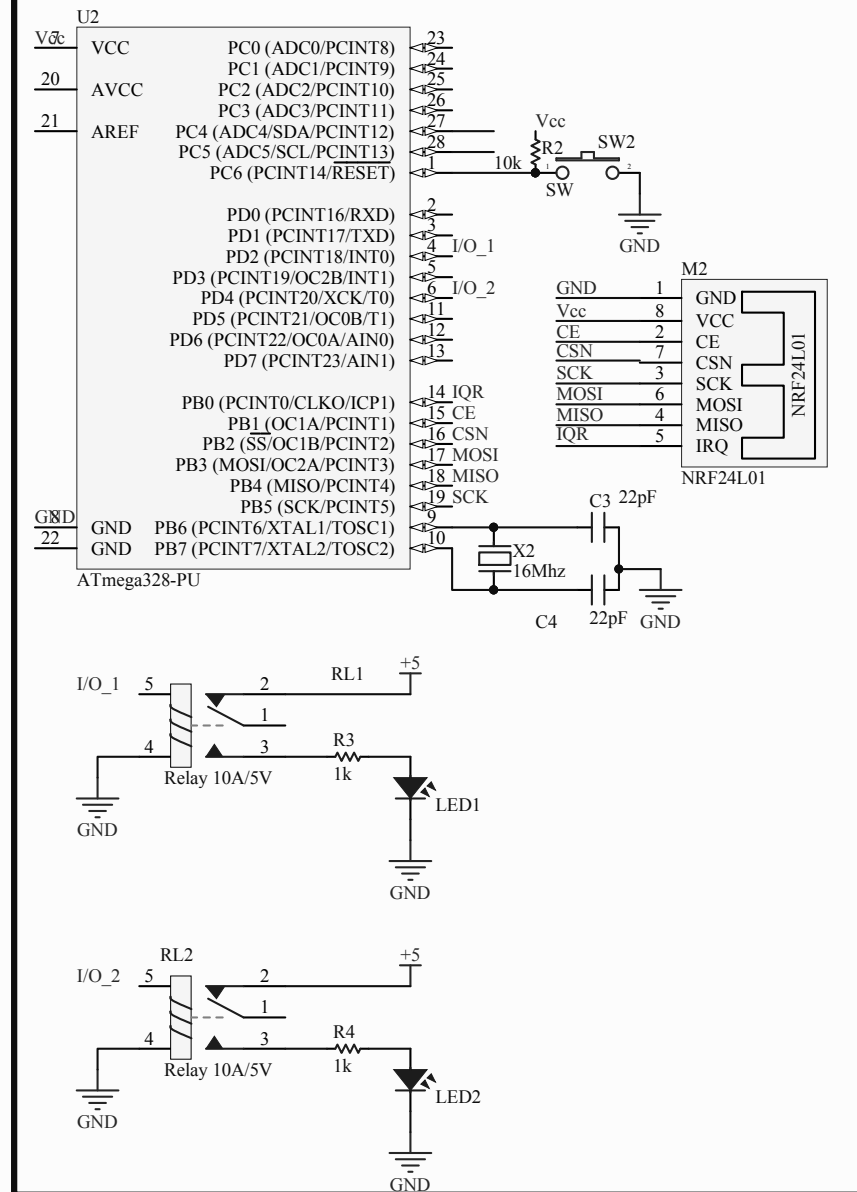 U2
Vcc 7 VCC PC0 (ADC0/PCINT8) 23
PC1 (ADC1/PCINT9) 24
20 AVCC PC2 (ADC2/PCINT10) 25
PC3 (ADC3/PCINT11) 26
21 AREF PC4 (ADC4/SDA/PCINT12) 27
PC5 (ADC5/SCL/PCINT13) 28
PC6 (PCINT14/RESET) 1
PD0 (PCINT16/RXD) 2
PD1 (PCINT17/TXD) 3
PD2 (PCINT18/INT0) 4 I/O_1
PD3 (PCINT19/OC2B/INT1) 5
PD4 (PCINT20/XCK/T0) 6 I/O_2
PD5 (PCINT21/OC0B/T1) 11
PD6 (PCINT22/OC0A/AIN0) 12
PD7 (PCINT23/AIN1) 13
PB0 (PCINT0/CLKO/ICP1) 14 IQR
PB1 (OC1A/PCINT1) 15 CE
PB2 (SS/OC1B/PCINT2) 16 CSN
PB3 (MOSI/OC2A/PCINT3) 17 MOSI
PB4 (MISO/PCINT4) 18 MISO
PB5 (SCK/PCINT5) 19 SCK
GND 8 GND PB6 (PCINT6/XTAL1/TOSC1) 9
22 GND PB7 (PCINT7/XTAL2/TOSC2) 10
ATmega328-PU
Vcc
R2 SW2
10k 1 2
SW
GND
M2
GND 1 GND
Vcc 8 VCC
CE 2 CE
CSN 7 CSN
SCK 3 SCK
MOSI 6 MOSI
MISO 4 MISO
IQR 5 IRQ
NRF24L01
NRF24L01
C3 22pF
X2
16Mhz
C4 22pF GND
I/O_1 5 2 RL1 +5
1
4 3 R3
Relay 10A/5V 1k
LED1
GND
GND
RL2 +5
I/O_2 5 2
1
4 3 R4
Relay 10A/5V 1k
LED2
GND
GND